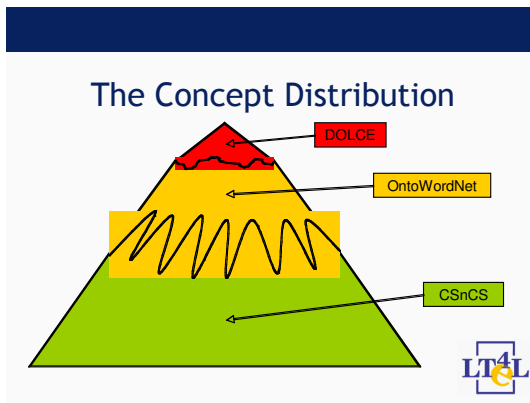 The Concept Distribution
DOLCE
OntoWordNet
CSnCS
LT4eL